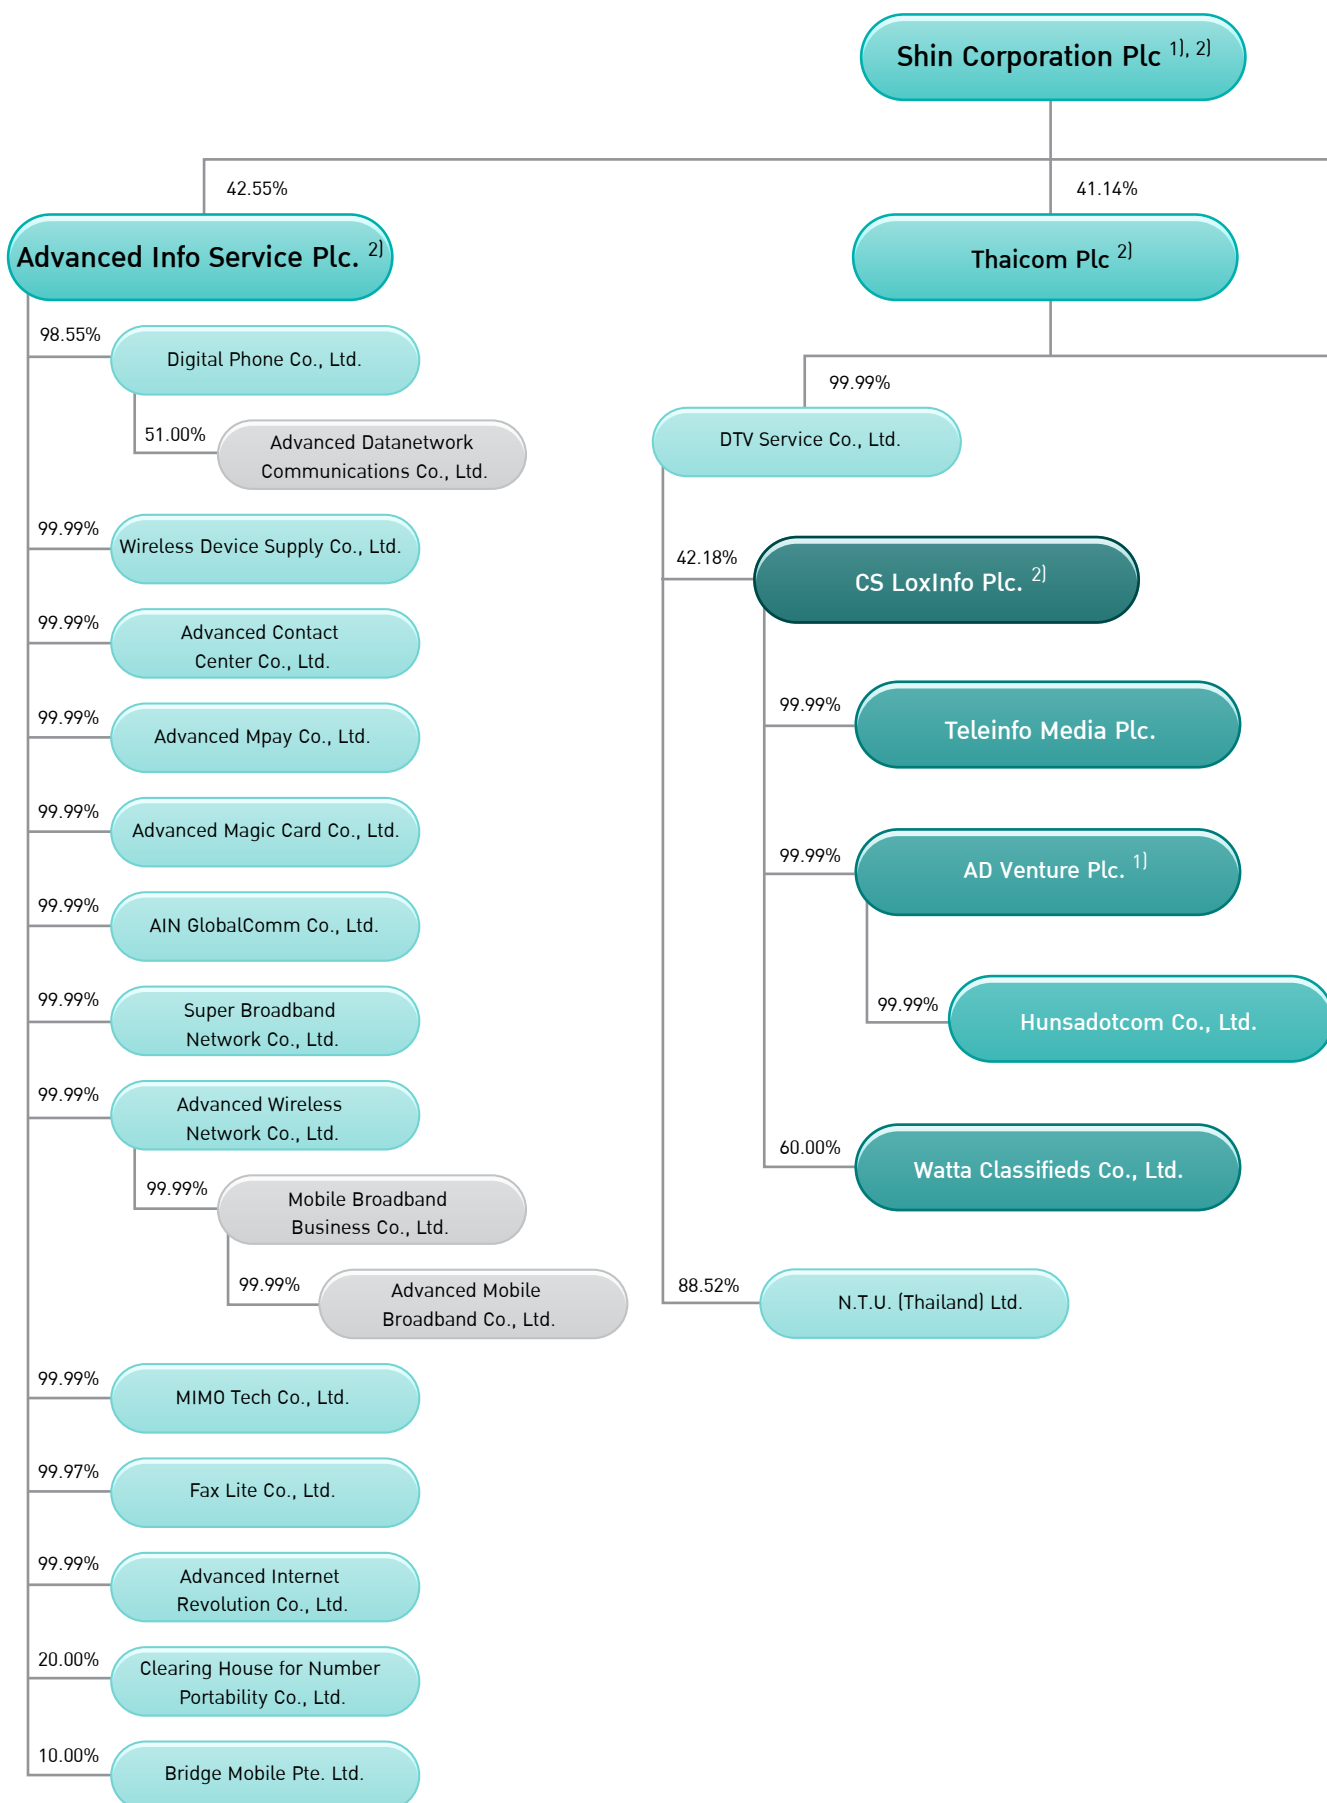 Shin Corporation Plc 1), 2)
42.55%
41.14%
Advanced Info Service Plc. 2)
Thaicom Plc 2)
98.55%
Digital Phone Co., Ltd.
51.00%
Advanced Datanetwork
Communications Co., Ltd.
99.99%
Wireless Device Supply Co., Ltd.
99.99%
Advanced Contact
Center Co., Ltd.
99.99%
Advanced Mpay Co., Ltd.
99.99%
Advanced Magic Card Co., Ltd.
99.99%
AIN GlobalComm Co., Ltd.
99.99%
Super Broadband
Network Co., Ltd.
99.99%
Advanced Wireless
Network Co., Ltd.
99.99%
Mobile Broadband
Business Co., Ltd.
99.99%
Advanced Mobile
Broadband Co., Ltd.
99.99%
MIMO Tech Co., Ltd.
99.97%
Fax Lite Co., Ltd.
99.99%
Advanced Internet
Revolution Co., Ltd.
20.00%
Clearing House for Number
Portability Co., Ltd.
10.00%
Bridge Mobile Pte. Ltd.
99.99%
DTV Service Co., Ltd.
42.18%
CS LoxInfo Plc. 2)
99.99%
Teleinfo Media Plc.
99.99%
AD Venture Plc. 1)
99.99%
Hunsadotcom Co., Ltd.
60.00%
Watta Classifieds Co., Ltd.
88.52%
N.T.U. (Thailand) Ltd.